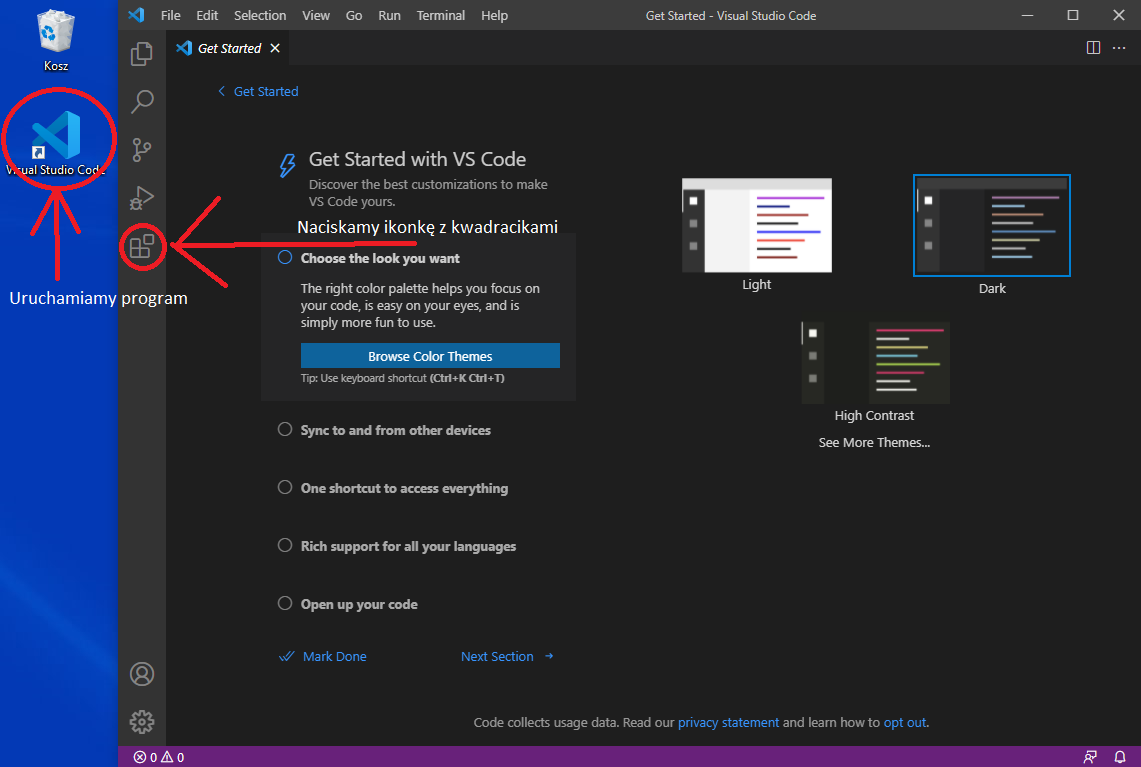 Kosz
Visual Studio Code
Uruchamiamy program
File Edit Selection View Go Run Terminal Help
Get Started - Visual Studio Code
Get Started
Get Started
Get Started with VS Code
Discover the best customizations to make
VS Code yours.
Naciskamy ikonkę z kwadracikami
Choose the look you want
The right color palette helps you focus on
your code, is easy on your eyes, and is
simply more fun to use.
Browse Color Themes
Tip: Use keyboard shortcut (Ctrl+K Ctrl+T)
Sync to and from other devices
One shortcut to access everything
Rich support for all your languages
Open up your code
Mark Done
Next Section
Light
Dark
High Contrast
See More Themes...
Code collects usage data. Read our privacy statement and learn how to opt out.
0 0